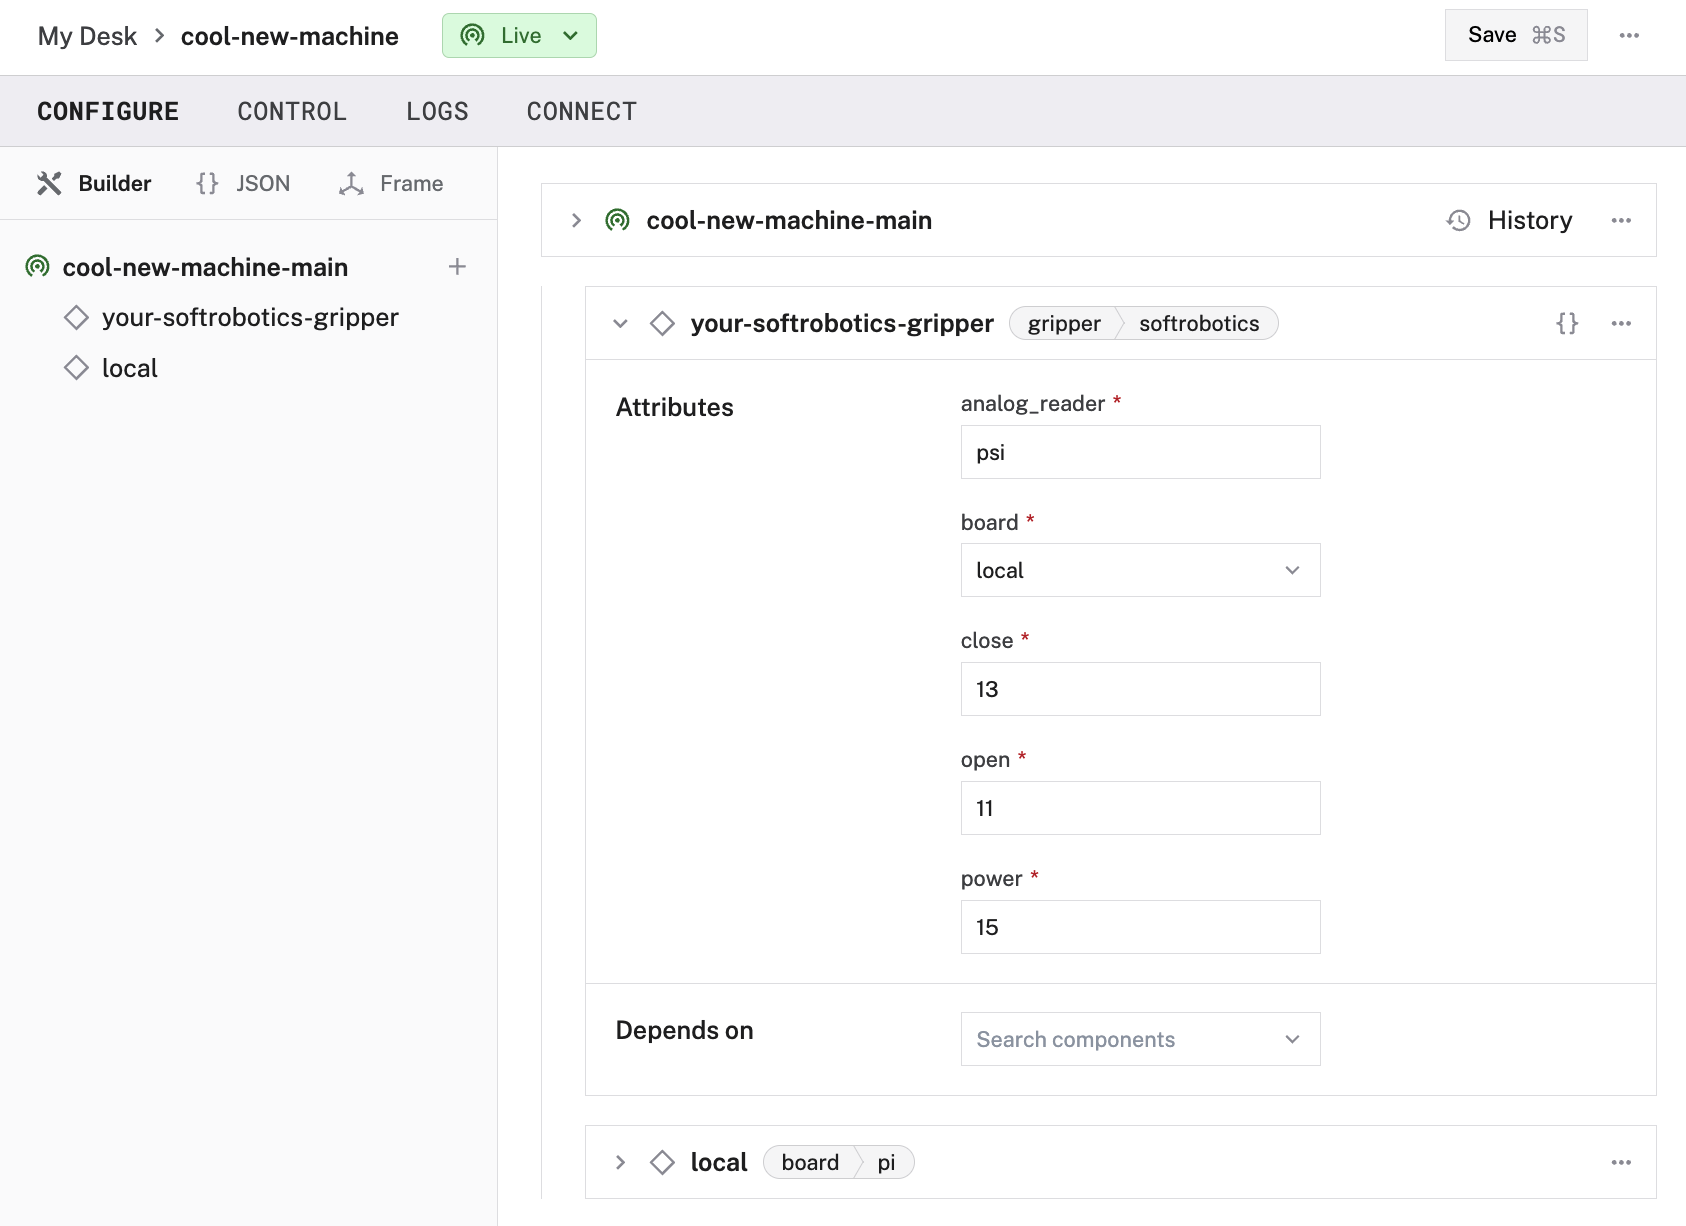 My Desk > cool-new-machine Live Save ⌘S ···
CONFIGURE CONTROL LOGS CONNECT
Builder {} JSON Frame
cool-new-machine-main +
your-softrobotics-gripper
local
cool-new-machine-main History ···
your-softrobotics-gripper gripper softrobotics {} ···
Attributes
analog_reader *
psi
board *
local
close *
13
open *
11
power *
15
Depends on
Search components
local board pi ···